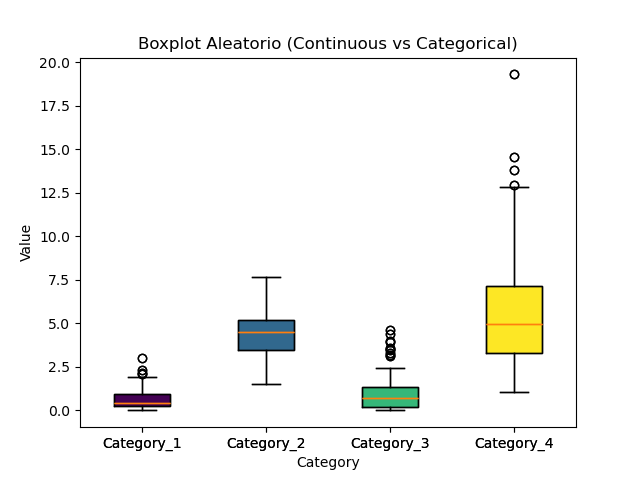 Boxplot Aleatorio (Continuous vs Categorical)
20.0
17.5
15.0
12.5
10.0
7.5
5.0
2.5
0.0
Value
Category_1 Category_2 Category_3 Category_4
Category